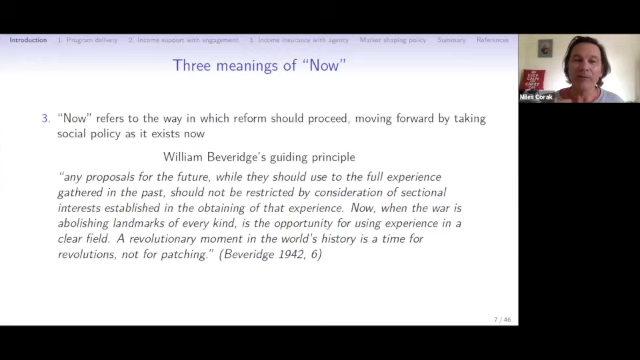 Introduction 1. Program delivery 2. Income support with engagement 3. Income insurance with agency Market shaping policy Summary References
Three meanings of “Now”
3. “Now” refers to the way in which reform should proceed, moving forward by taking
social policy as it exists now
William Beveridge’s guiding principle
“any proposals for the future, while they should use to the full experience
gathered in the past, should not be restricted by consideration of sectional
interests established in the obtaining of that experience. Now, when the war is
abolishing landmarks of every kind, is the opportunity for using experience in a
clear field. A revolutionary moment in the world’s history is a time for
revolutions, not for patching.” (Beveridge 1942, 6)
7 / 46
Miles Corak